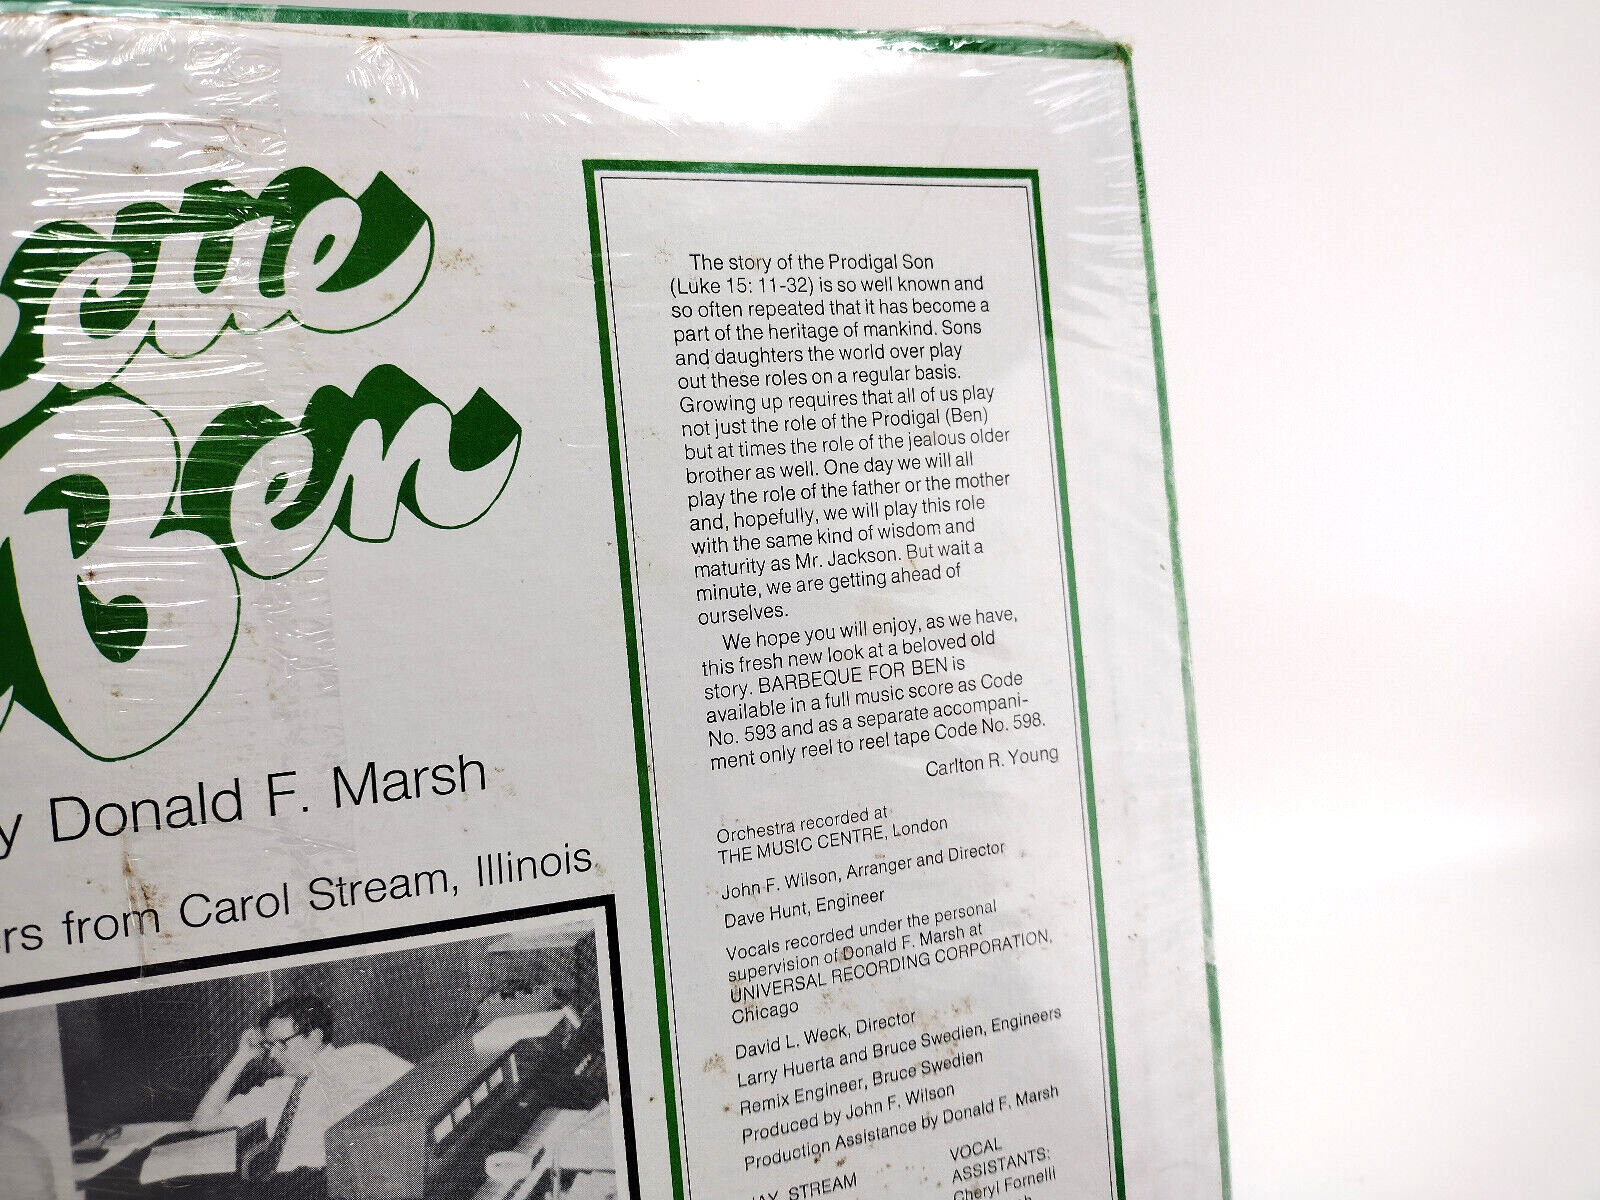 Ben
y Donald F. Marsh
rs from Carol Stream, Illinois
The story of the Prodigal Son
(Luke 15: 11-32) is so well known and
so often repeated that it has become a
part of the heritage of mankind. Sons
and daughters the world over play
out these roles on a regular basis.
Growing up requires that all of us play
not just the role of the Prodigal (Ben)
but at times the role of the jealous older
brother as well. One day we will all
play the role of the father or the mother
and, hopefully, we will play this role
with the same kind of wisdom and
maturity as Mr. Jackson. But wait a
minute, we are getting ahead of
ourselves.
We hope you will enjoy, as we have,
this fresh new look at a beloved old
story. BARBEQUE FOR BEN is
available in a full music score as Code
No. 593 and as a separate accompani-
ment only reel to reel tape Code No. 598.
Carlton R. Young
Orchestra recorded at
THE MUSIC CENTRE, London
John F. Wilson, Arranger and Director
Dave Hunt, Engineer
Vocals recorded under the personal
supervision of Donald F. Marsh at
UNIVERSAL RECORDING CORPORATION,
Chicago
David L. Weck, Director
Larry Huerta and Bruce Swedien, Engineers
Remix Engineer, Bruce Swedien
Produced by John F. Wilson
Production Assistance by Donald F. Marsh
STREAM
VOCAL
ASSISTANTS:
Cheryl Fornelli